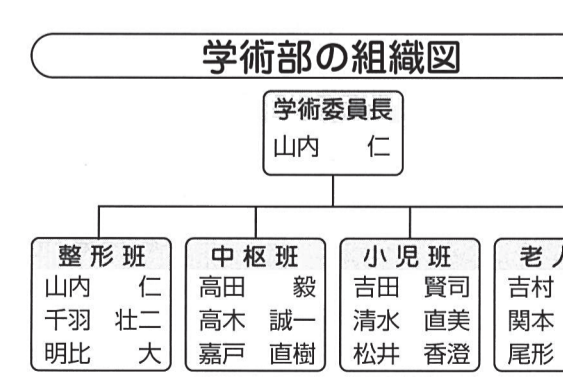 学術部の組織図
学術委員長
山内 仁
整形班
山内 仁
千羽 壮二
明比 大
中枢班
高田 毅
高木 誠一
嘉戸 直樹
小児班
吉田 賢司
清水 直美
松井 香澄
老人
吉村
関本
尾形